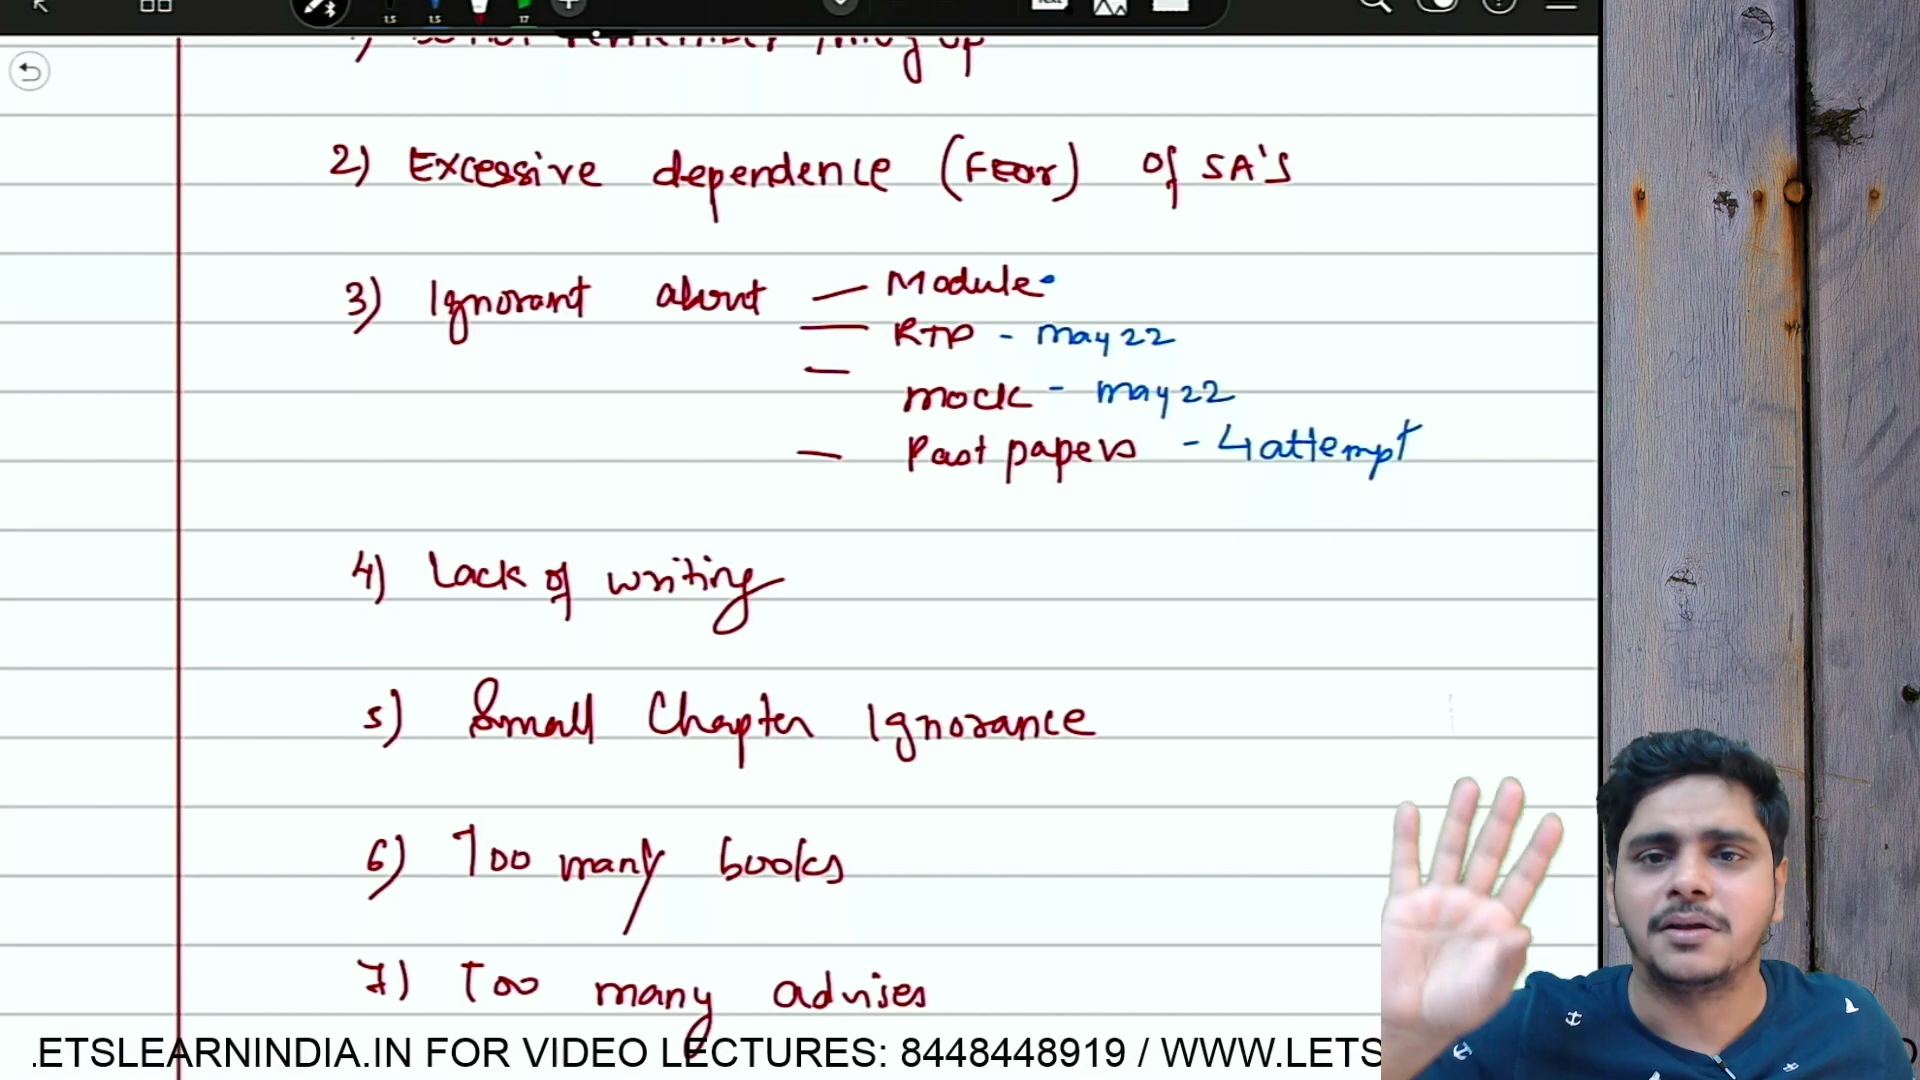 mug up
2) Excessive dependence (Fear) of SA's
3) Ignorant about — Module
— RTP - May 22
— mock - May 22
— Past papers - 4 attempt
4) Lack of writing
5) Small Chapter Ignorance
6) Too many books
7) Too many advises
.ETSLEARNINDIA.IN FOR VIDEO LECTURES: 8448448919 / WWW.LETS